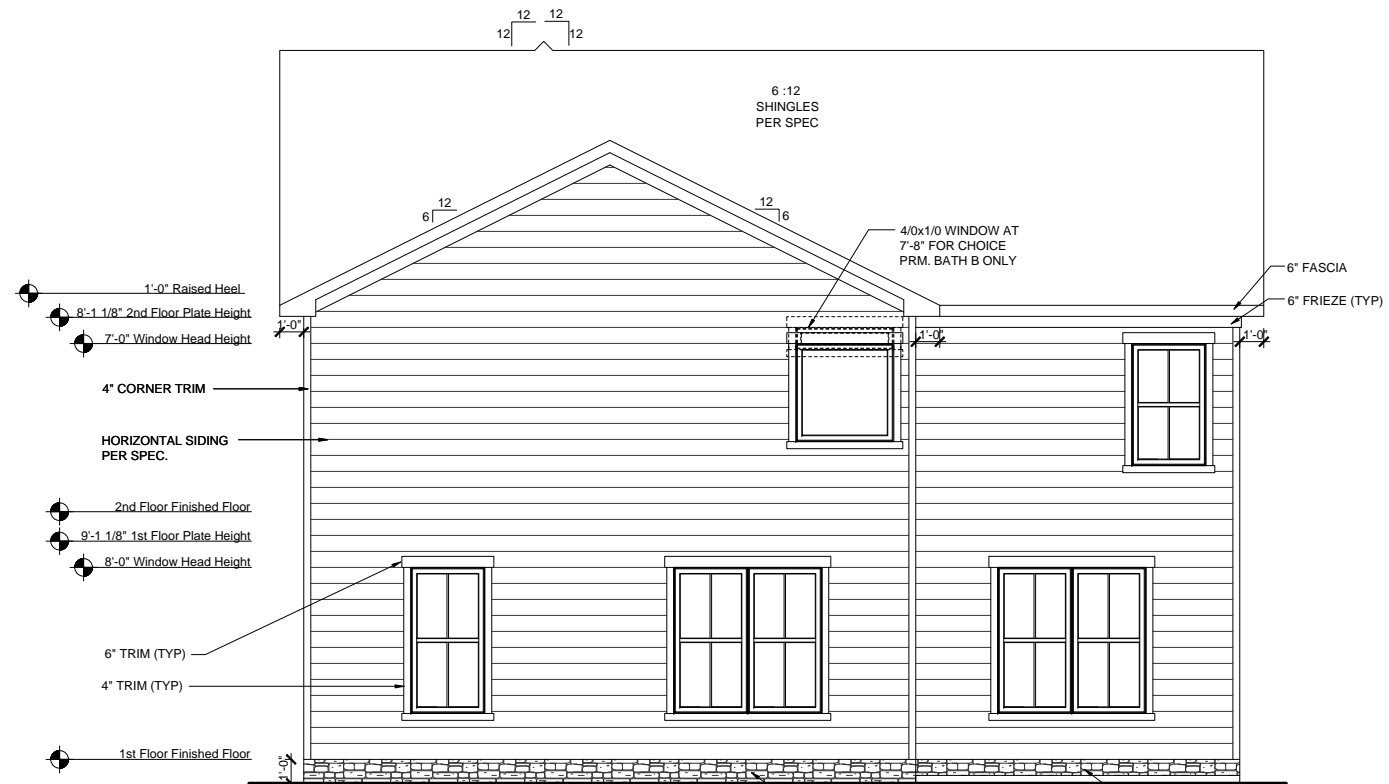 12 12
12 12
6 :12
SHINGLES
PER SPEC
12
6
12
6
4/0x1/0 WINDOW AT
7'-8" FOR CHOICE
PRM. BATH B ONLY
6" FASCIA
6" FRIEZE (TYP)
1'-0" Raised Heel
8'-1 1/8" 2nd Floor Plate Height
7'-0" Window Head Height
1'-0"
1'-0"
1'-0"
4" CORNER TRIM
HORIZONTAL SIDING
PER SPEC.
2nd Floor Finished Floor
9'-1 1/8" 1st Floor Plate Height
8'-0" Window Head Height
6" TRIM (TYP)
4" TRIM (TYP)
1st Floor Finished Floor
1'-0"